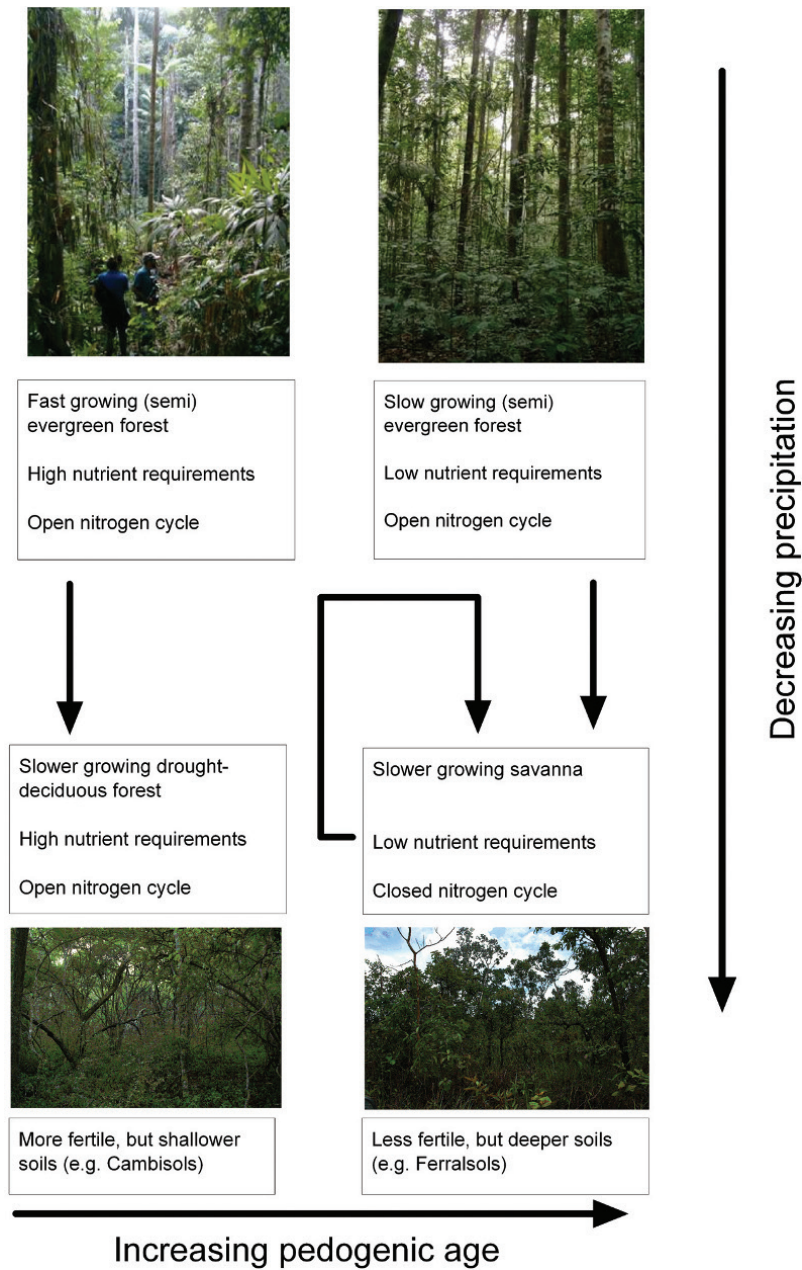 Fast growing (semi)
evergreen forest
High nutrient requirements
Open nitrogen cycle
Slow growing (semi)
evergreen forest
Low nutrient requirements
Open nitrogen cycle
Decreasing precipitation
Slower growing drought-
deciduous forest
High nutrient requirements
Open nitrogen cycle
Slower growing savanna
Low nutrient requirements
Closed nitrogen cycle
More fertile, but shallower
soils (e.g. Cambisols)
Less fertile, but deeper soils
(e.g. Ferralsols)
Increasing pedogenic age